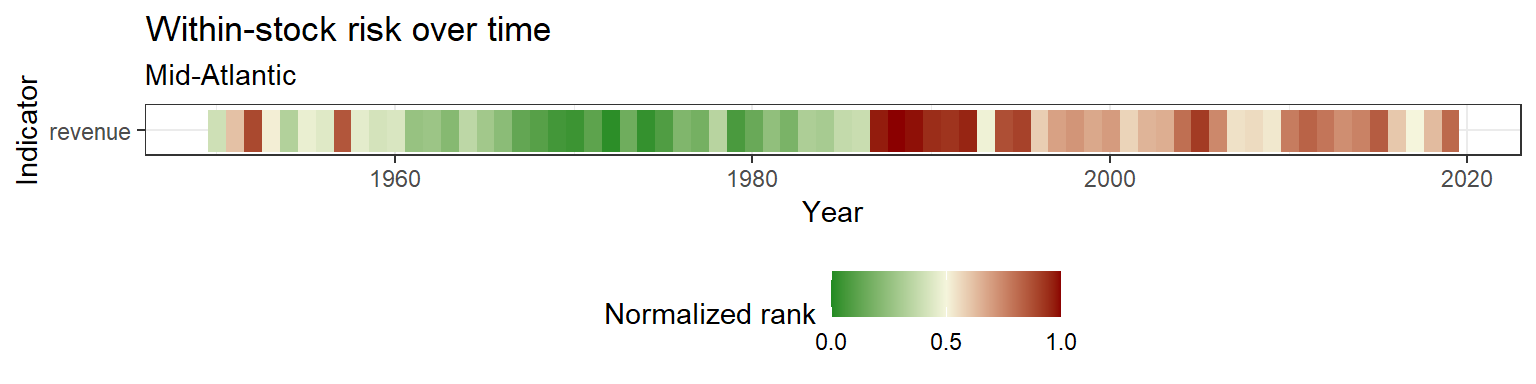 Within-stock risk over time
Mid-Atlantic
Indicator
revenue
1960 1980 2000 2020
Year
Normalized rank
0.0 0.5 1.0